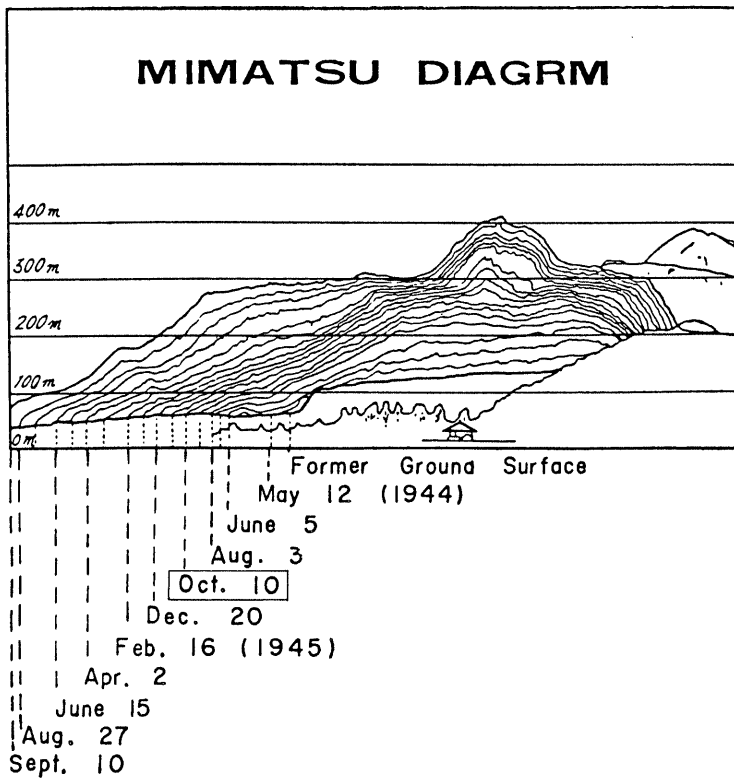 MIMATSU DIAGRM
400m
300m
200m
100m
0m
Former Ground Surface
May 12 (1944)
June 5
Aug. 3
Oct. 10
Dec. 20
Feb. 16 (1945)
Apr. 2
June 15
Aug. 27
Sept. 10